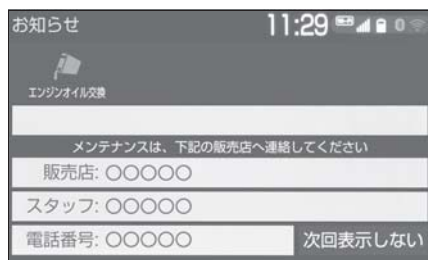 お知らせ 11:29
エンジンオイル交換
メンテナンスは、下記の販売店へ連絡してください
販売店: ○○○○○
スタッフ: ○○○○○
電話番号: ○○○○○ 次回表示しない